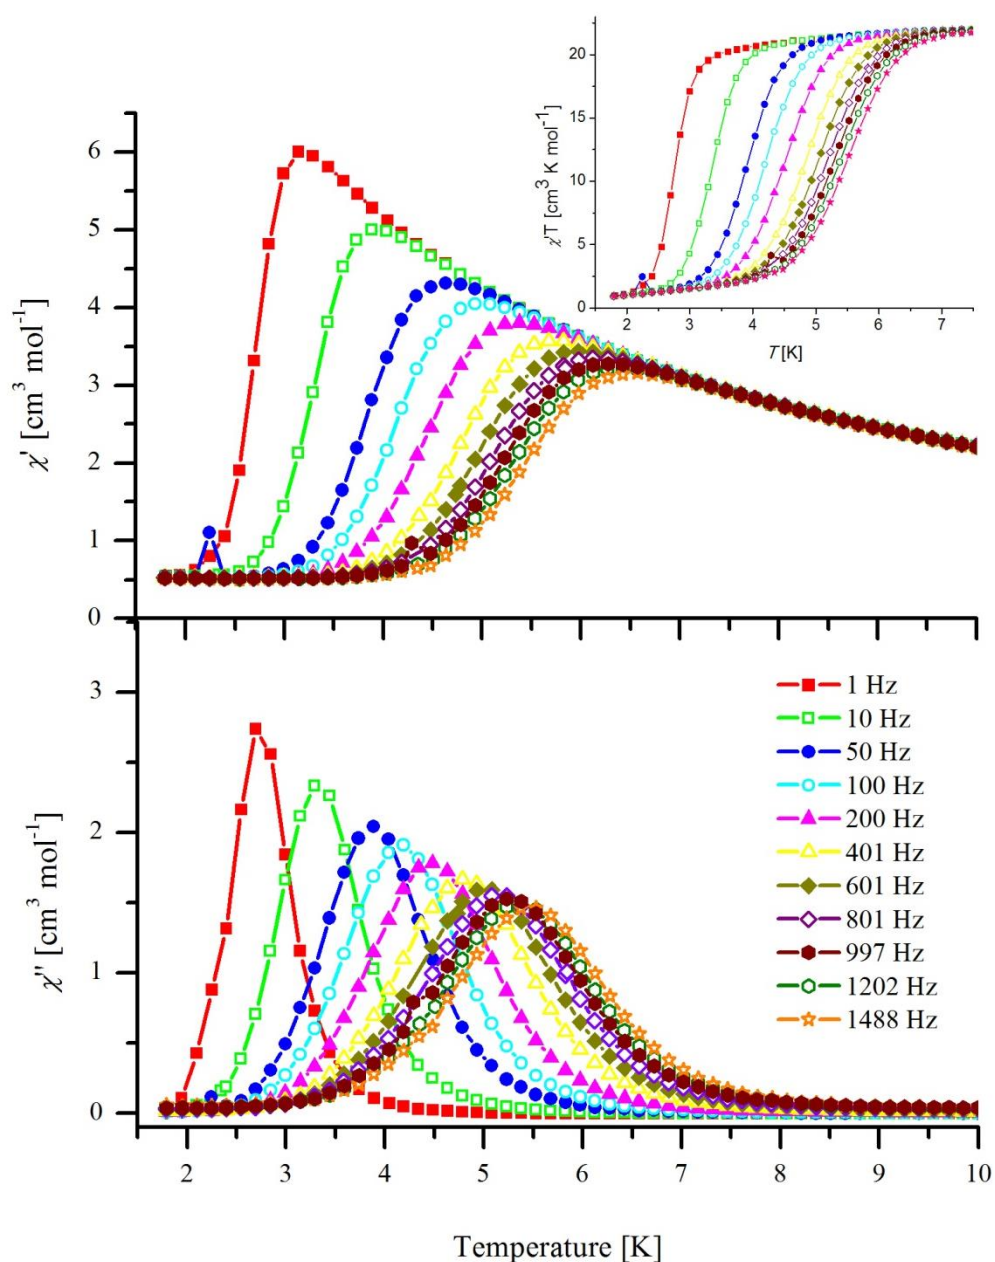 20
15
10
5
0
χ'T [cm³ K mol⁻¹]
2 3 4 5 6 7
T [K]
6
5
4
3
2
1
0
χ' [cm³ mol⁻¹]
3
2
1
0
χ'' [cm³ mol⁻¹]
1 Hz
10 Hz
50 Hz
100 Hz
200 Hz
401 Hz
601 Hz
801 Hz
997 Hz
1202 Hz
1488 Hz
2 3 4 5 6 7 8 9 10
Temperature [K]